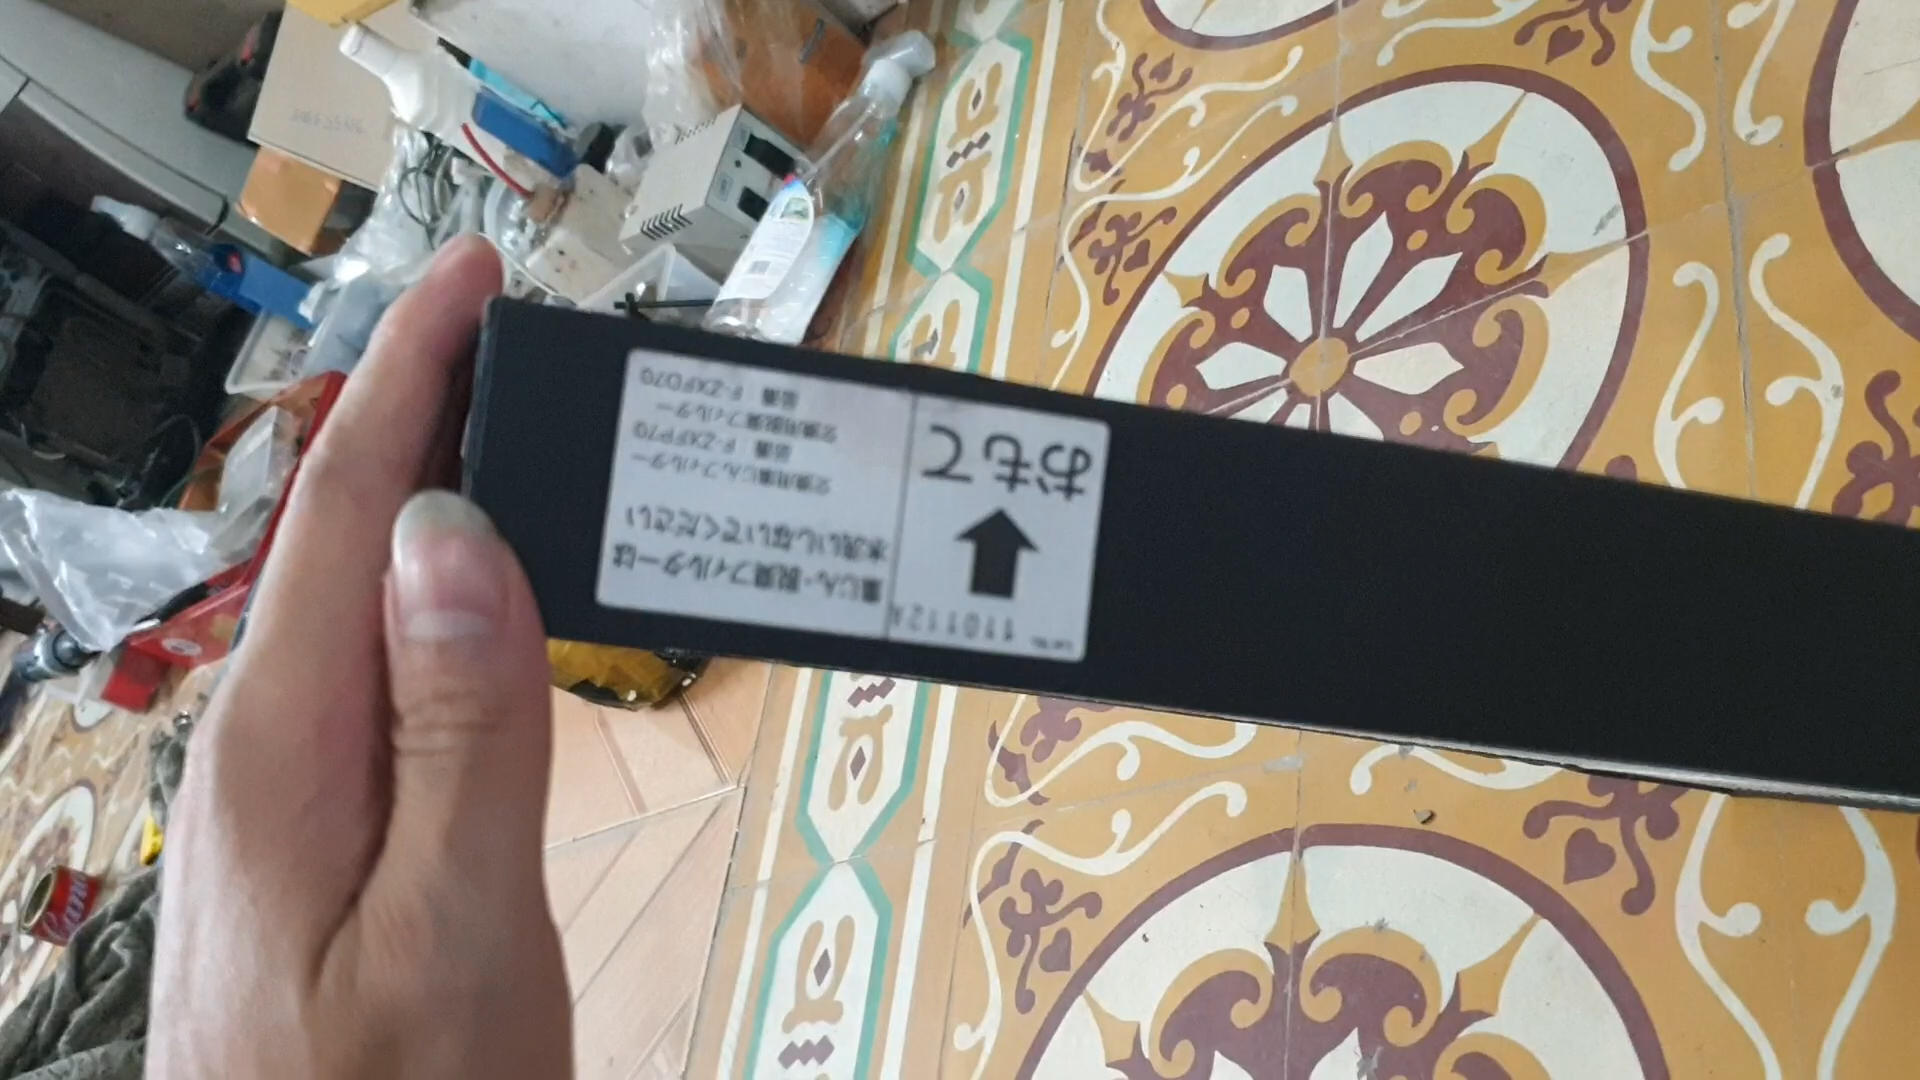 集じん・脱臭フィルターは
水洗いしないでください
交換用集じんフィルター
品番：F-ZXFP70
交換用脱臭フィルター
品番：F-ZXFD70
おもて